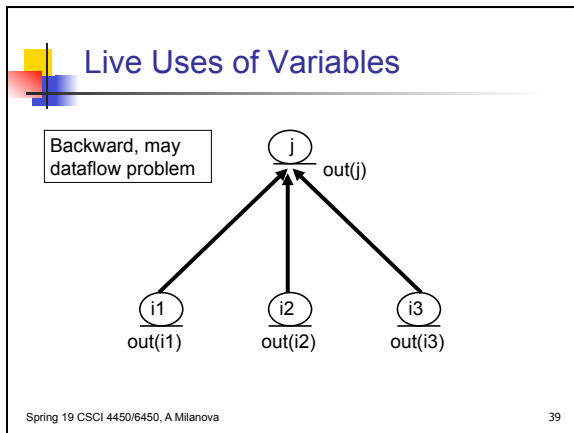 Live Uses of Variables
Backward, may
dataflow problem
j
out(j)
i1
i2
i3
out(i1)
out(i2)
out(i3)
Spring 19 CSCI 4450/6450, A Milanova
39